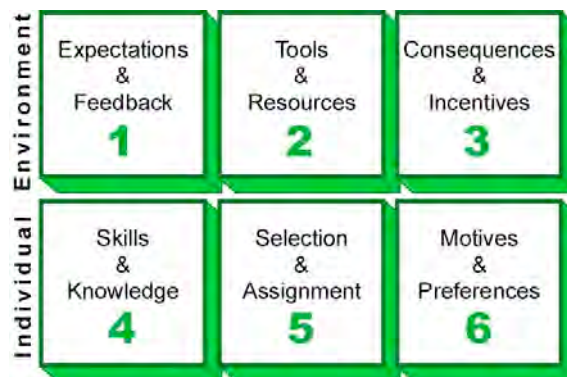 Environment
Expectations
&
Feedback
1
Tools
&
Resources
2
Consequences
&
Incentives
3
Individual
Skills
&
Knowledge
4
Selection
&
Assignment
5
Motives
&
Preferences
6